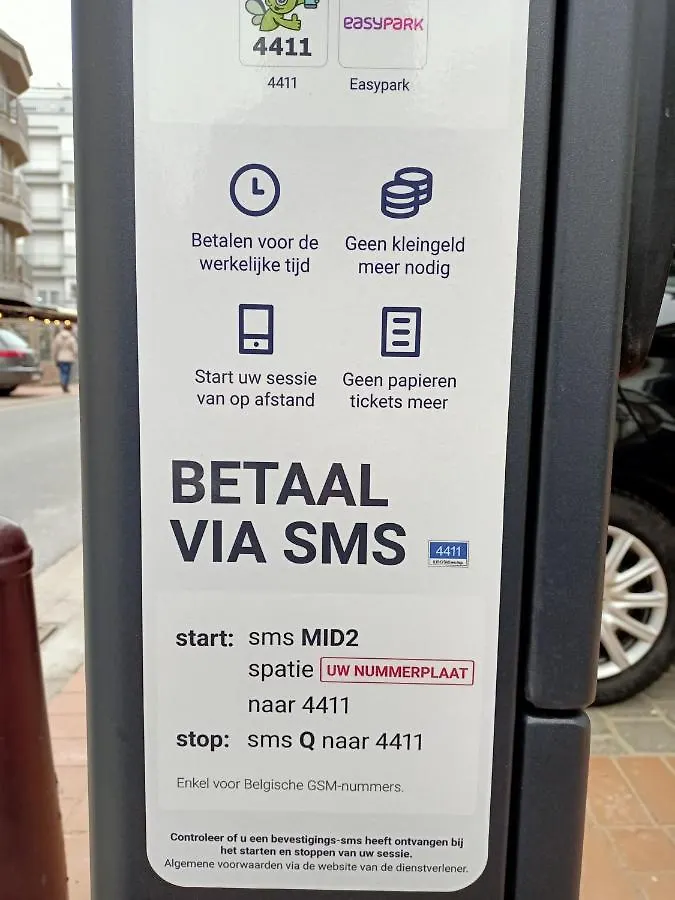 4411
easypark
4411
Easypark
Betalen voor de
werkelijke tijd
Geen kleingeld
meer nodig
Start uw sessie
van op afstand
Geen papieren
tickets meer
BETAAL
VIA SMS
4411
start: sms MID2
spatie UW NUMMERPLAAT
naar 4411
stop: sms Q naar 4411
Enkel voor Belgische GSM-nummers.
Controleer of u een bevestigings-sms heeft ontvangen bij
het starten en stoppen van uw sessie.
Algemene voorwaarden via de website van de dienstverlener.